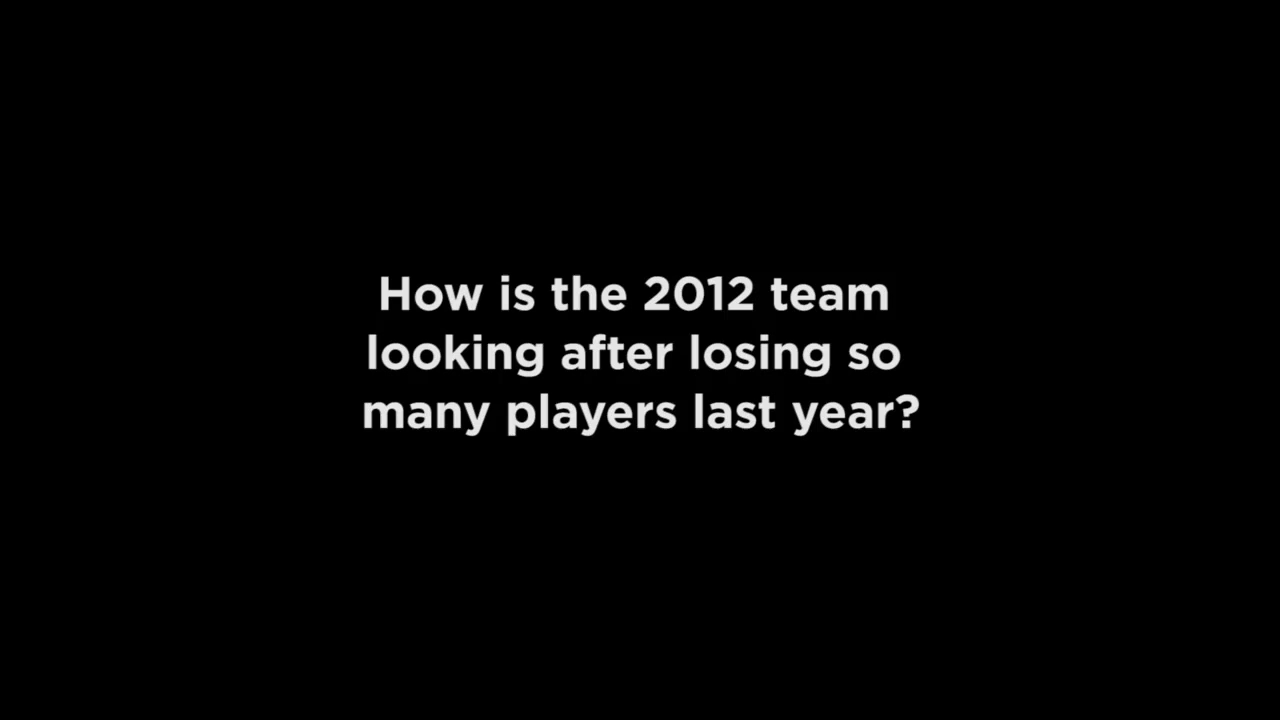 How is the 2012 team
looking after losing so
many players last year?